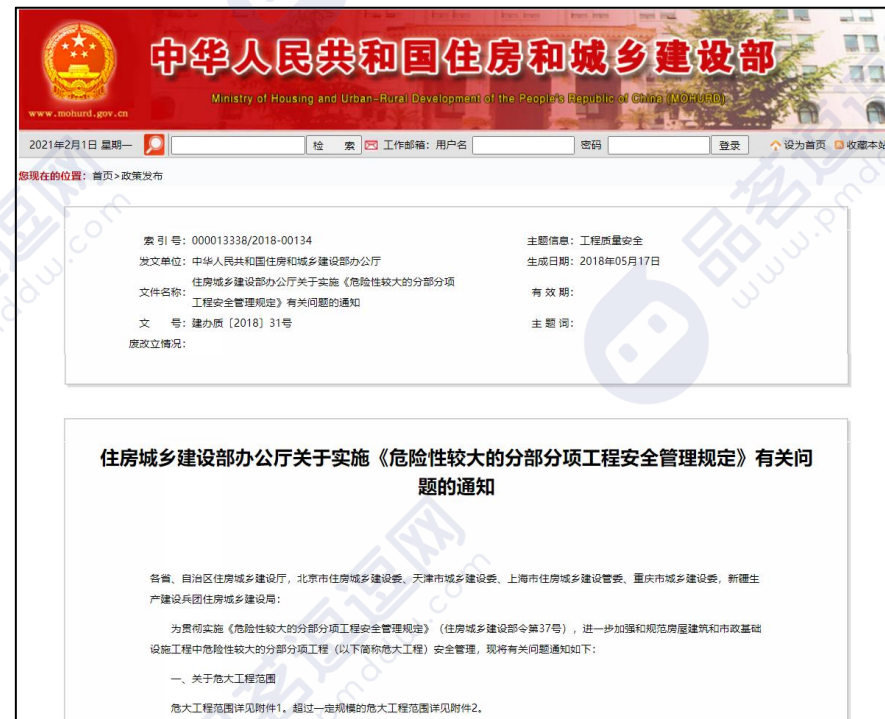 中华人民共和国住房和城乡建设部
Ministry of Housing and Urban-Rural Development of the People's Republic of China (MOHURD)
www.mohurd.gov.cn
2021年2月1日 星期一 检 索 工作邮箱：用户名 密码 登录 设为首页 收藏本站
您现在的位置：首页>政策发布
索 引 号：000013338/2018-00134 主题信息：工程质量安全
发文单位：中华人民共和国住房和城乡建设部办公厅 生成日期：2018年05月17日
文件名称：住房城乡建设部办公厅关于实施《危险性较大的分部分项
工程安全管理规定》有关问题的通知 有 效 期：
文 号：建办质〔2018〕31号 主 题 词：
废改立情况：
住房城乡建设部办公厅关于实施《危险性较大的分部分项工程安全管理规定》有关问
题的通知
各省、自治区住房城乡建设厅，北京市住房城乡建设委、天津市城乡建设委、上海市住房城乡建设管委、重庆市城乡建设委，新疆生
产建设兵团住房城乡建设局：
为贯彻实施《危险性较大的分部分项工程安全管理规定》（住房城乡建设部令第37号），进一步加强和规范房屋建筑和市政基础
设施工程中危险性较大的分部分项工程（以下简称危大工程）安全管理，现将有关问题通知如下：
一、关于危大工程范围
危大工程范围详见附件1。超过一定规模的危大工程范围详见附件2。
品茗逗
www.pmddw.com